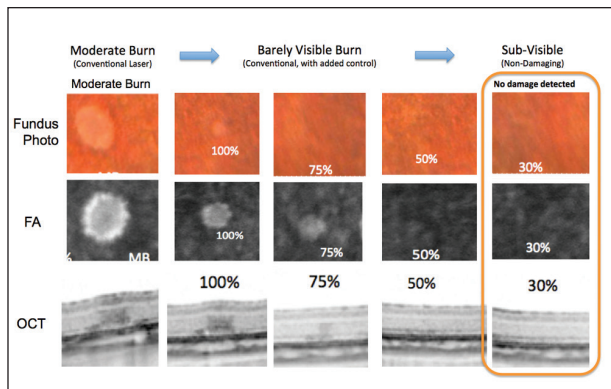 Moderate Burn
(Conventional Laser)
Barely Visible Burn
(Conventional, with added control)
Sub-Visible
(Non-Damaging)
Moderate Burn
No damage detected
Fundus
Photo
100%
75%
50%
30%
FA
%
MB
100%
75%
50%
30%
100%
75%
50%
30%
OCT